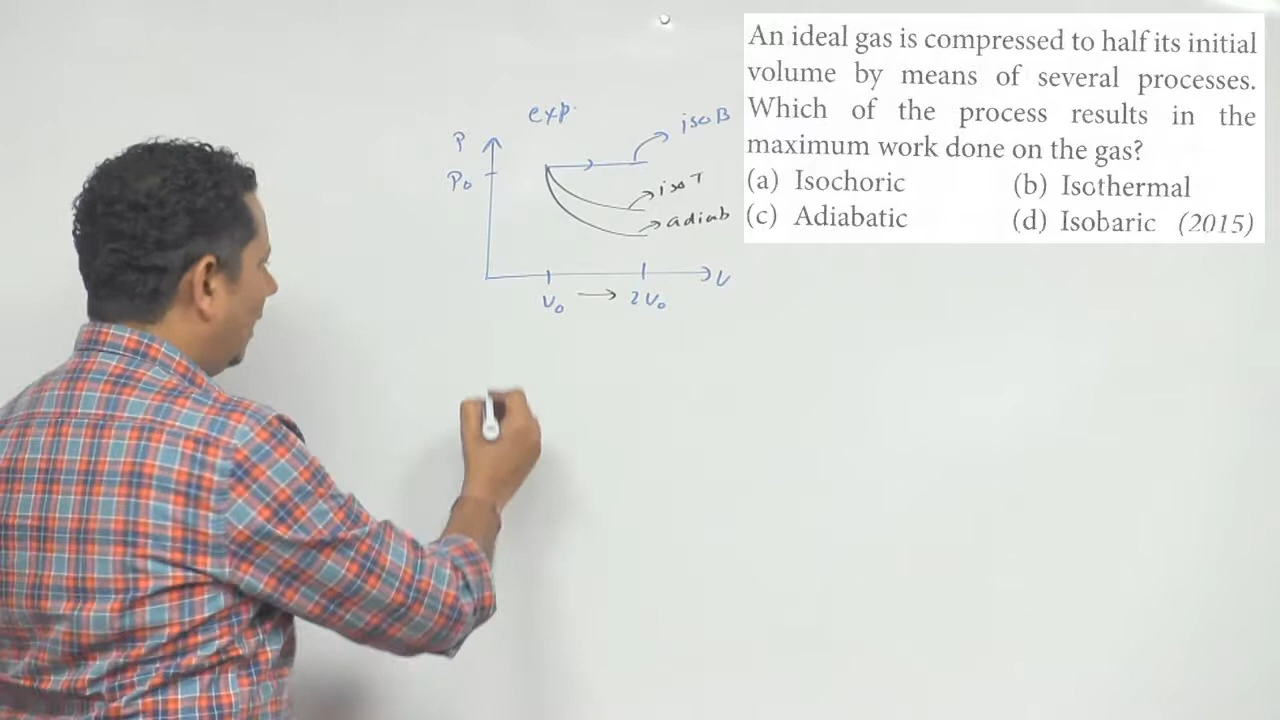 An ideal gas is compressed to half its initial
volume by means of several processes.
Which of the process results in the
maximum work done on the gas?
(a) Isochoric (b) Isothermal
(c) Adiabatic (d) Isobaric (2015)
exp.
P
P₀
isoB
isoT
adiab
V₀ → 2V₀
V